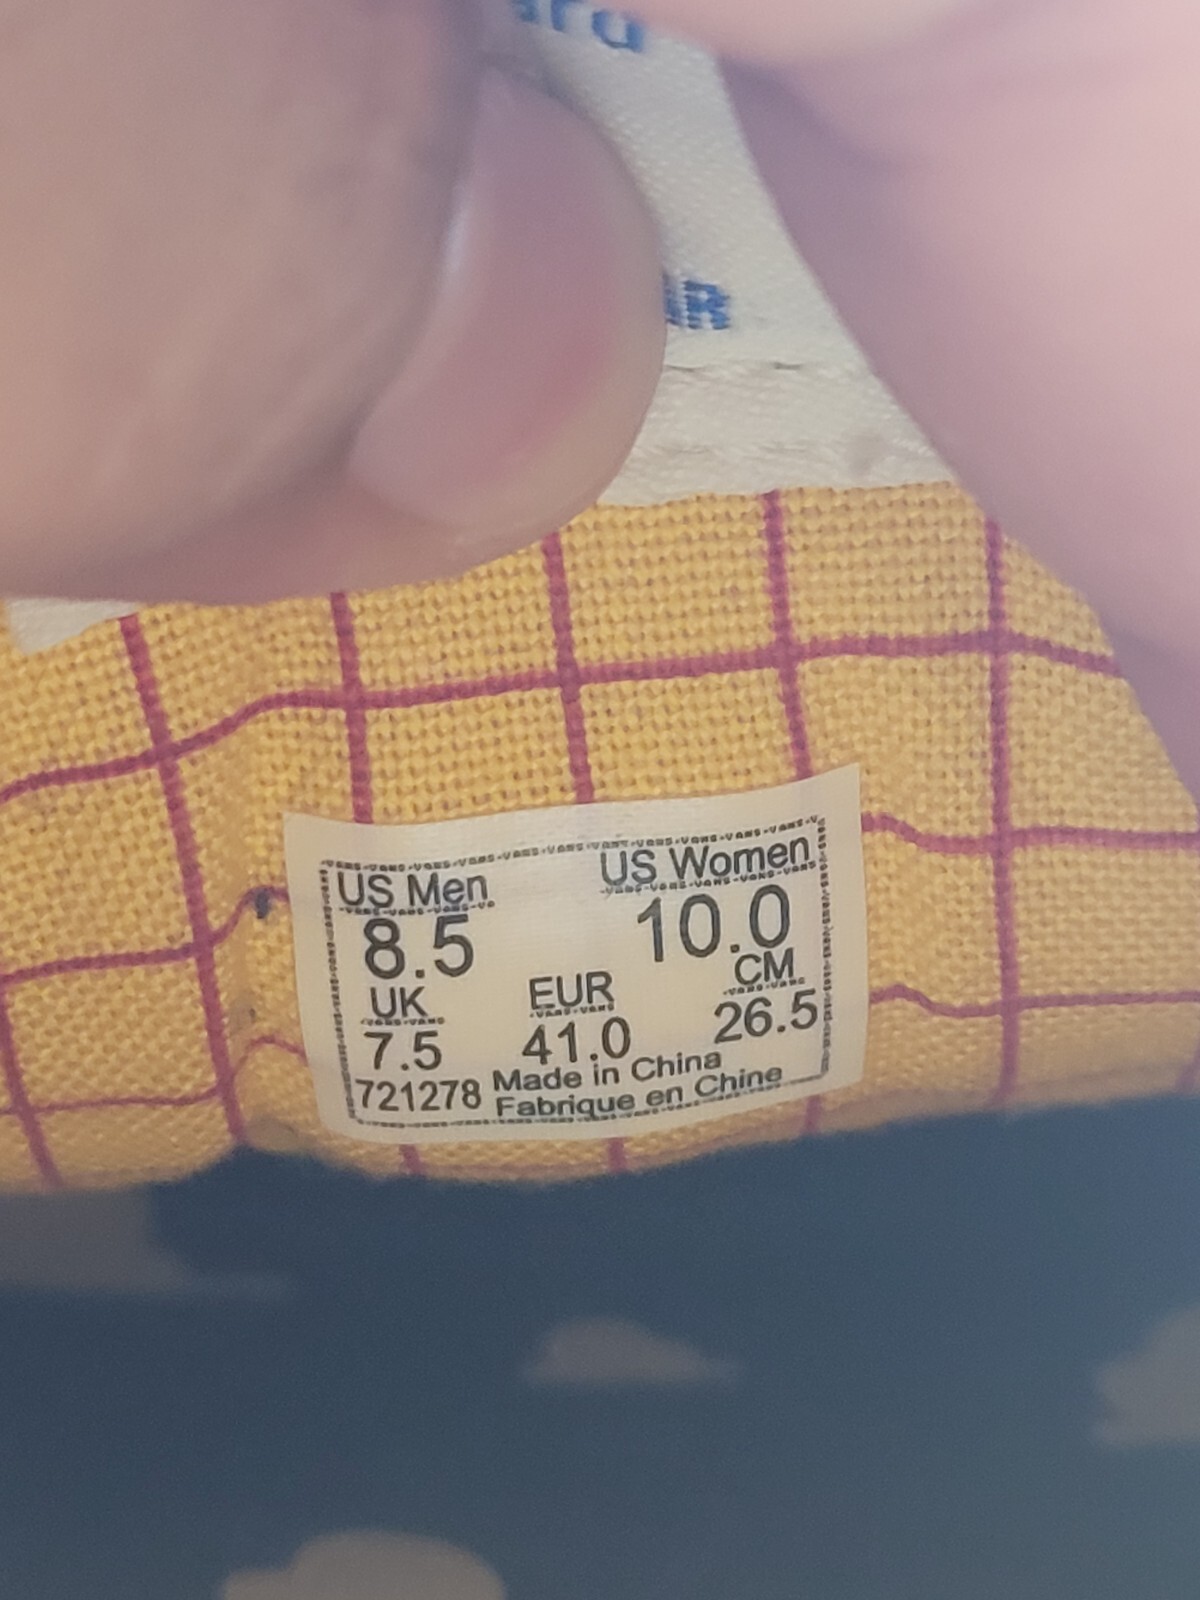 US Men US Women
8.5 10.0
UK EUR CM
7.5 41.0 26.5
721278 Made in China
Fabrique en Chine